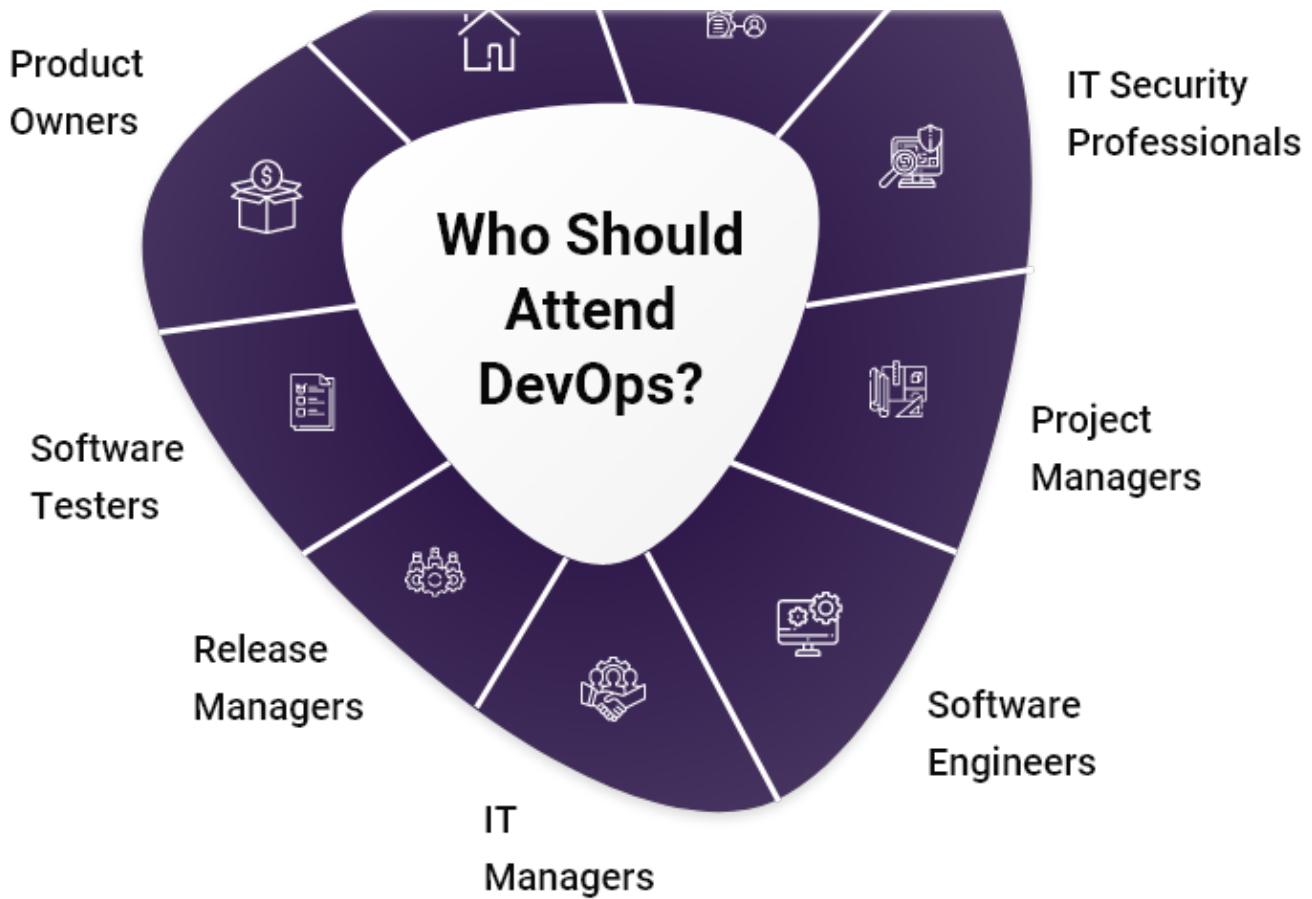 Who Should
Attend
DevOps?
Product
Owners
IT Security
Professionals
Project
Managers
Software
Engineers
IT
Managers
Release
Managers
Software
Testers